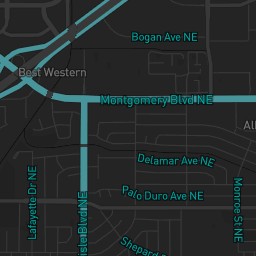 Bogan Ave NE
Best Western
Montgomery Blvd NE
Delamar Ave NE
Palo Duro Ave NE
Lafayette Dr NE
Monroe St NE